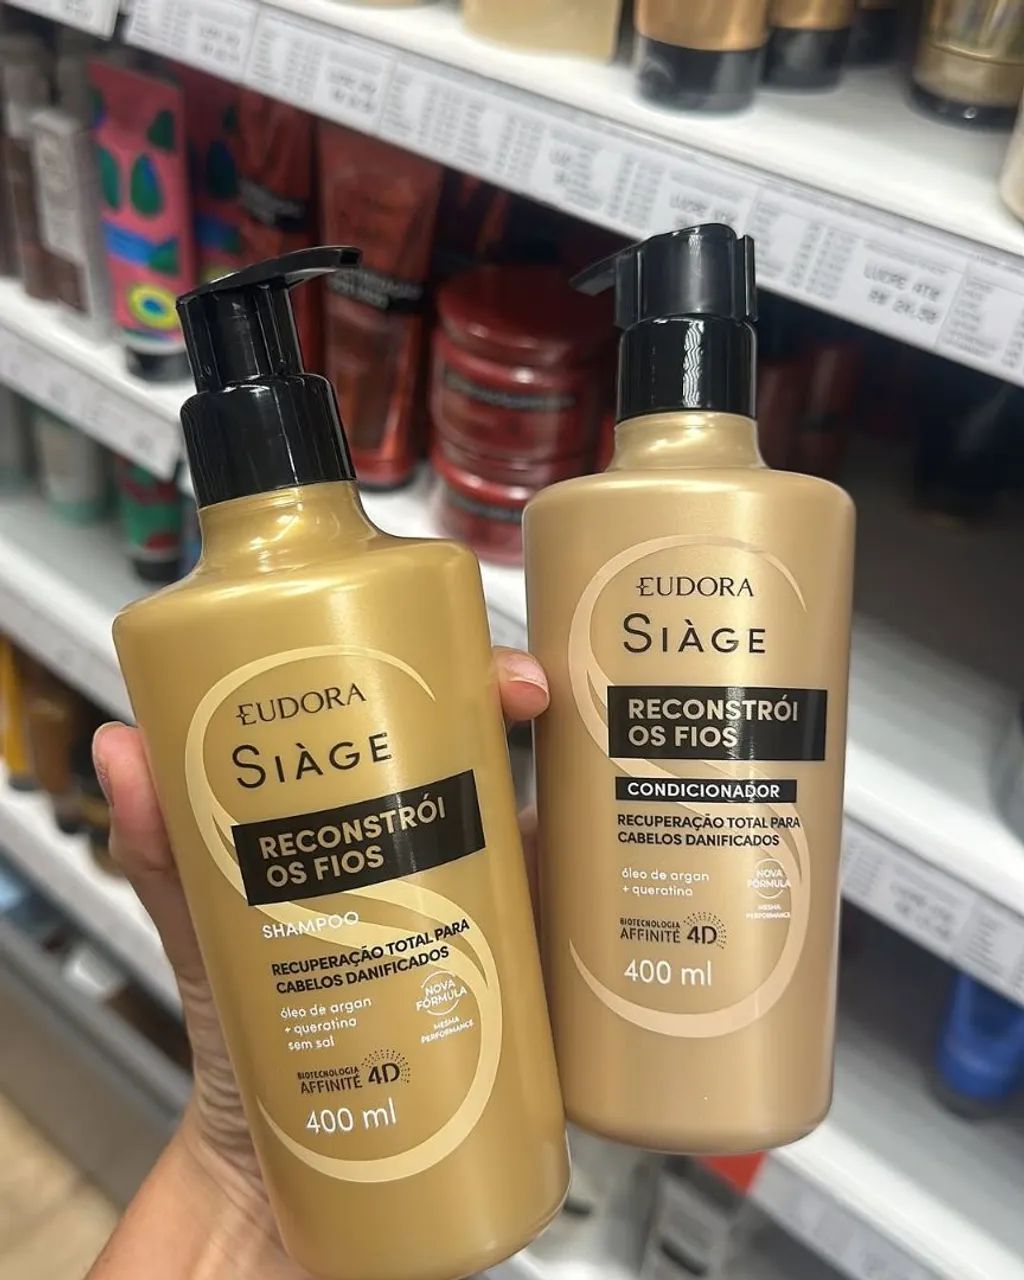 EUDORA
SIÀGE
RECONSTRÓI
OS FIOS
SHAMPOO
RECUPERAÇÃO TOTAL PARA
CABELOS DANIFICADOS
óleo de argan
+ queratina
sem sal
NOVA
FÓRMULA
MESMA
PERFORMANCE
BIOTECNOLOGIA
AFFINITÉ 4D
400 ml
EUDORA
SIÀGE
RECONSTRÓI
OS FIOS
CONDICIONADOR
RECUPERAÇÃO TOTAL PARA
CABELOS DANIFICADOS
óleo de argan
+ queratina
NOVA
FÓRMULA
MESMA
PERFORMANCE
BIOTECNOLOGIA
AFFINITÉ 4D
400 ml